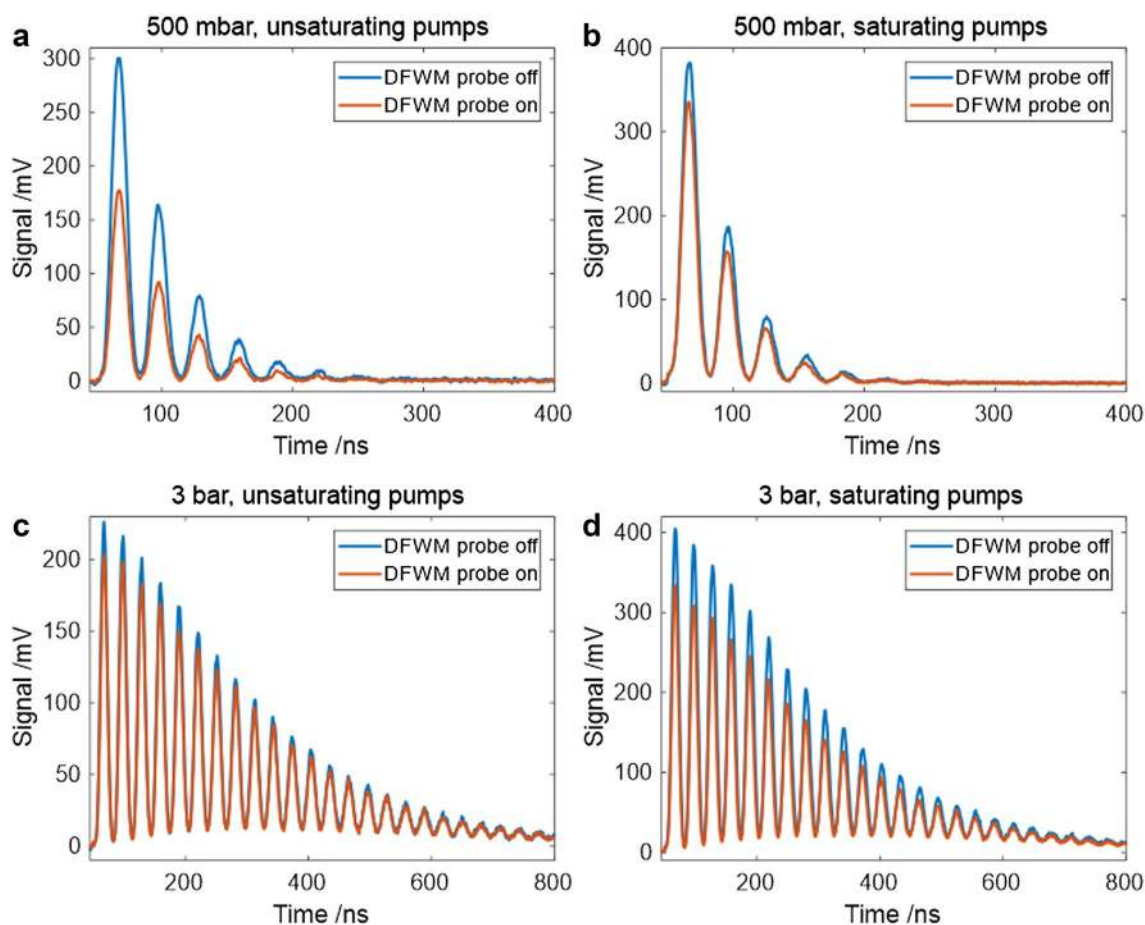 a
500 mbar, unsaturating pumps
300
250
200
150
100
50
0
Signal /mV
DFWM probe off
DFWM probe on
100
200
300
400
Time /ns
b
500 mbar, saturating pumps
400
300
200
100
0
Signal /mV
DFWM probe off
DFWM probe on
100
200
300
400
Time /ns
c
3 bar, unsaturating pumps
200
150
100
50
0
Signal /mV
DFWM probe off
DFWM probe on
200
400
600
800
Time /ns
d
3 bar, saturating pumps
400
300
200
100
0
Signal /mV
DFWM probe off
DFWM probe on
200
400
600
800
Time /ns